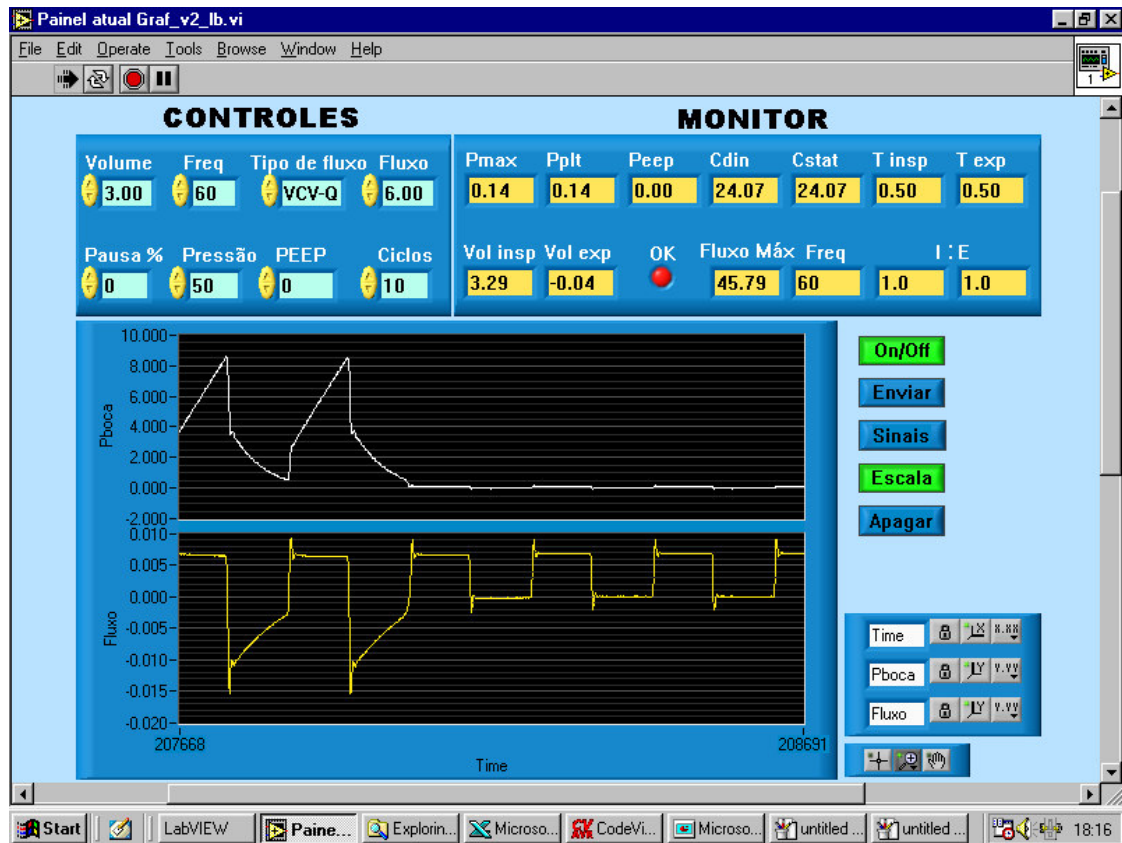 Painel atual Graf_v2_lb.vi
File Edit Operate Tools Browse Window Help
1
CONTROLES
MONITOR
Volume Freq Tipo de fluxo Fluxo
3.00 60 VCV-Q 6.00
Pausa % Pressão PEEP Ciclos
0 50 0 10
Pmax Pplt Peep Cdin Cstat T insp T exp
0.14 0.14 0.00 24.07 24.07 0.50 0.50
Vol insp Vol exp OK Fluxo Máx Freq I : E
3.29 -0.04 45.79 60 1.0 1.0
10.000
8.000
6.000
4.000
2.000
0.000
-2.000
Pboca
0.010
0.005
0.000
-0.005
-0.010
-0.015
-0.020
Fluxo
207668 208691
Time
On/Off
Enviar
Sinais
Escala
Apagar
Time X X.XX
Pboca Y Y.YY
Fluxo Y Y.YY
Start LabVIEW Paine... Explorin... Microso... CodeVi... Microso... untitled ... untitled ... 18:16